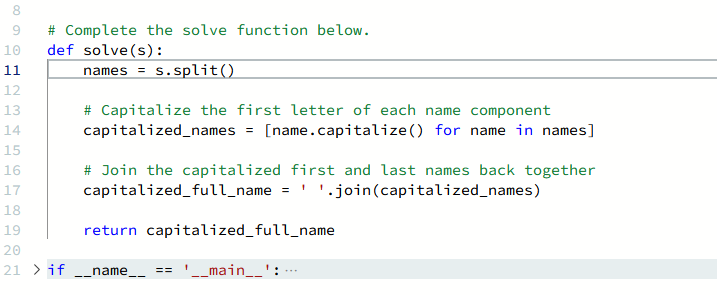 8
9 # Complete the solve function below.
10 def solve(s):
11     names = s.split()
12
13     # Capitalize the first letter of each name component
14     capitalized_names = [name.capitalize() for name in names]
15
16     # Join the capitalized first and last names back together
17     capitalized_full_name = ' '.join(capitalized_names)
18
19     return capitalized_full_name
20
21 > if __name__ == '__main__': ···